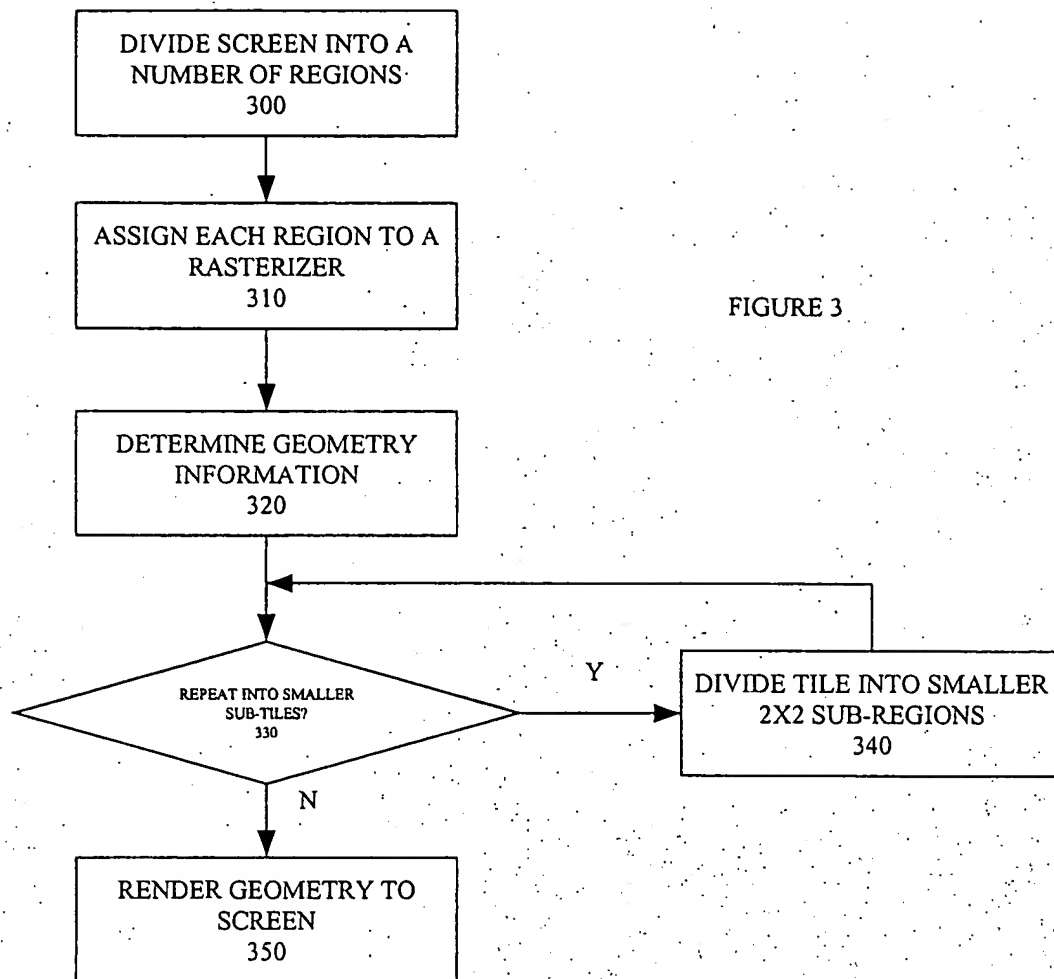 DIVIDE SCREEN INTO A
NUMBER OF REGIONS
300
ASSIGN EACH REGION TO A
RASTERIZER
310
FIGURE 3
DETERMINE GEOMETRY
INFORMATION
320
REPEAT INTO SMALLER
SUB-TILES?
330
Y
DIVIDE TILE INTO SMALLER
2X2 SUB-REGIONS
340
N
RENDER GEOMETRY TO
SCREEN
350